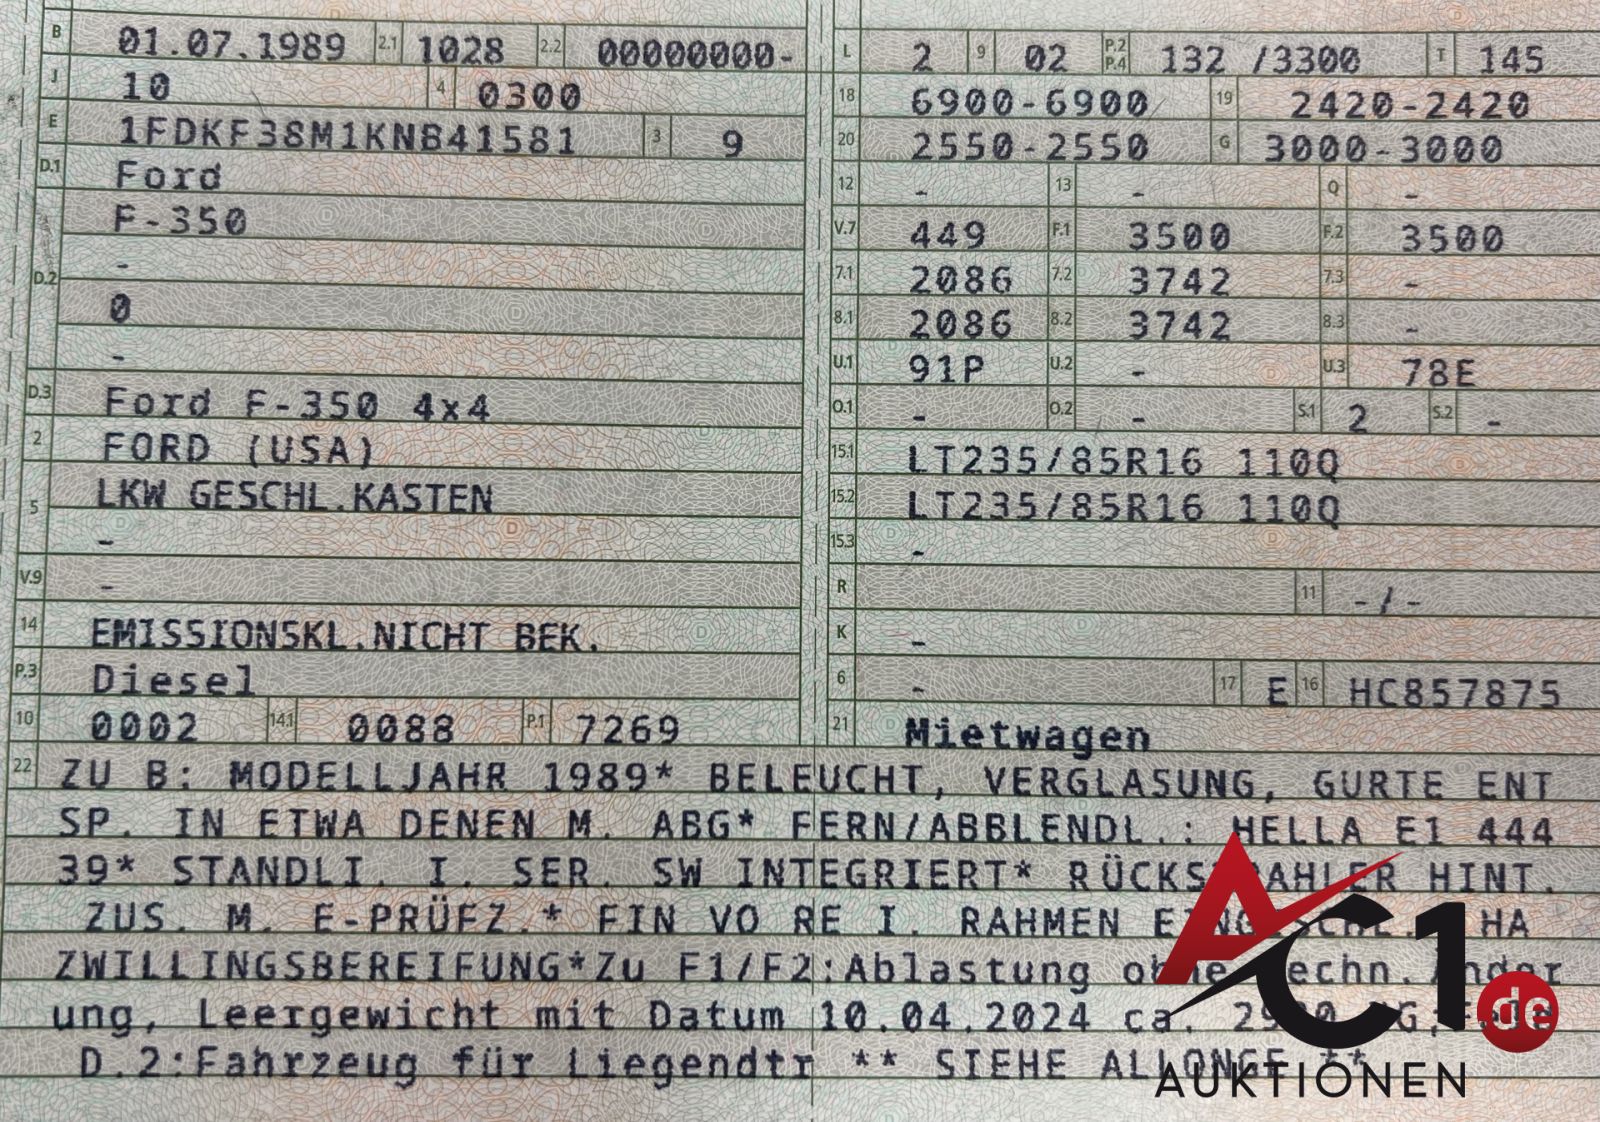 B 01.07.1989 2.1 1028 2.2 00000000-
J 10 4 0300
E 1FDKF38M1KNB41581 3 9
D.1 Ford
F-350
-
D.2
0
-
D.3 Ford F-350 4x4
2 FORD (USA)
LKW GESCHL.KASTEN
5
-
V.9 -
14 EMISSIONSKL.NICHT BEK.
P.3 Diesel
10 0002 14.1 0088 P.1 7269
L 2 9 02 P.2 P.4 132 /3300 T 145
18 6900-6900 19 2420-2420
20 2550-2550 G 3000-3000
12 - 13 - Q -
V.7 449 F.1 3500 F.2 3500
7.1 2086 7.2 3742 7.3 -
8.1 2086 8.2 3742 8.3 -
U.1 91P U.2 - U.3 78E
O.1 - O.2 - S.1 2 S.2 -
15.1 LT235/85R16 110Q
15.2 LT235/85R16 110Q
15.3 -
R 11 -/-
K -
6 - 17 E 16 HC857875
21 Mietwagen
22 ZU B: MODELLJAHR 1989* BELEUCHT, VERGLASUNG, GURTE ENT
SP. IN ETWA DENEN M. ABG* FERN/ABBLENDL.: HELLA E1 444
39* STANDLI. I. SER. SW INTEGRIERT* RÜCKSTRAHLER HINT.
ZUS. M. E-PRÜFZ.* FIN VO RE I. RAHMEN HA
ZWILLINGSBEREIFUNG*Zu F1/F2:Ablastung ohne techn.Änder
ung, Leergewicht mit Datum 10.04.2024 ca.
D.2:Fahrzeug für Liegendtr ** SIEHE ALLONGE **
AC1.de
AUKTIONEN